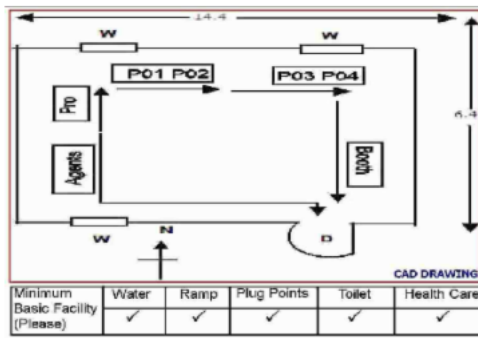 14.4
W
W
P01 P02
P03 P04
Pro
6.4
Agents
Booth
W
N
D
CAD DRAWING
Minimum Basic Facility (Please)
Water
Ramp
Plug Points
Toilet
Health Care
✓
✓
✓
✓
✓